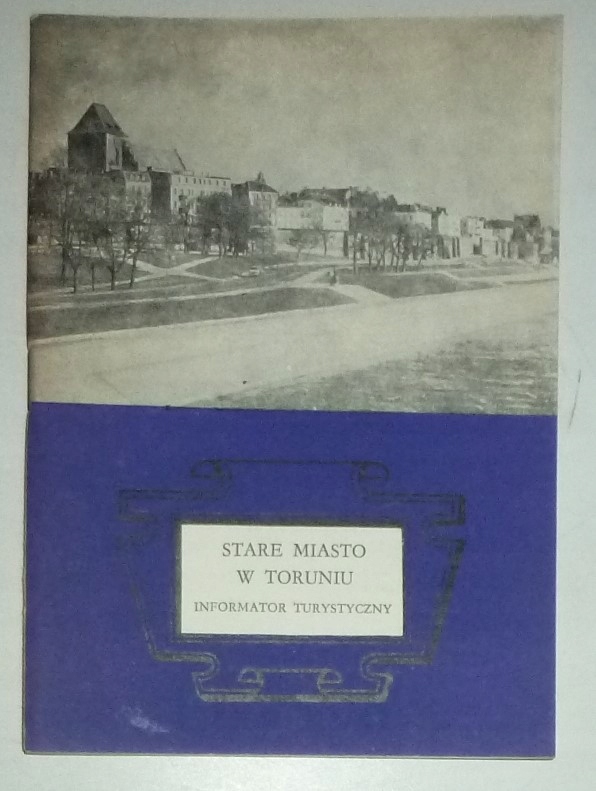 STARE MIASTO
W TORUNIU
INFORMATOR TURYSTYCZNY